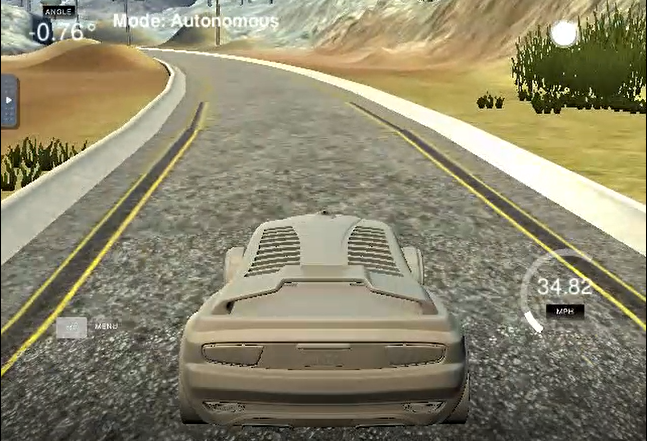 ANGLE
-0.76°
Mode: Autonomous
34.82
MPH
MENU